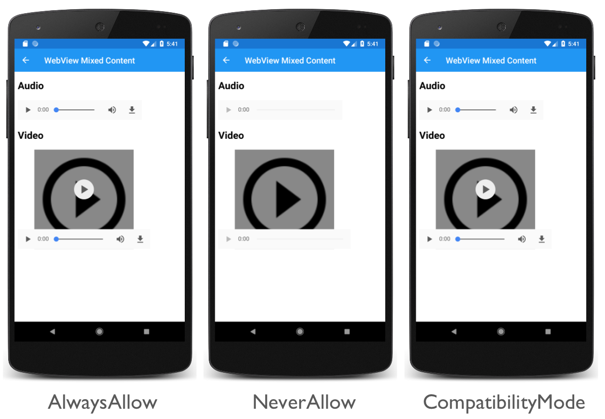 5:41
WebView Mixed Content
Audio
0:00
Video
0:00
AlwaysAllow
5:41
WebView Mixed Content
Audio
0:00
Video
0:00
NeverAllow
5:41
WebView Mixed Content
Audio
0:00
Video
0:00
CompatibilityMode